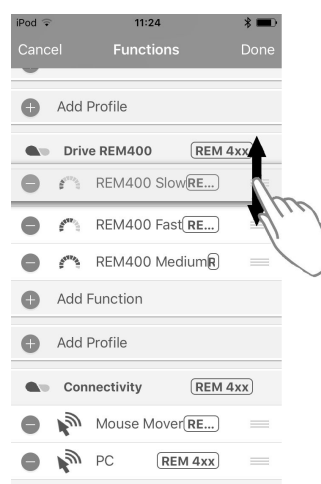 iPod 11:24
Cancel Functions Done
Add Profile
Drive REM400 REM 4xx
REM400 Slow RE...
REM400 Fast RE...
REM400 Medium R
Add Function
Add Profile
Connectivity REM 4xx
Mouse Mover RE...
PC REM 4xx